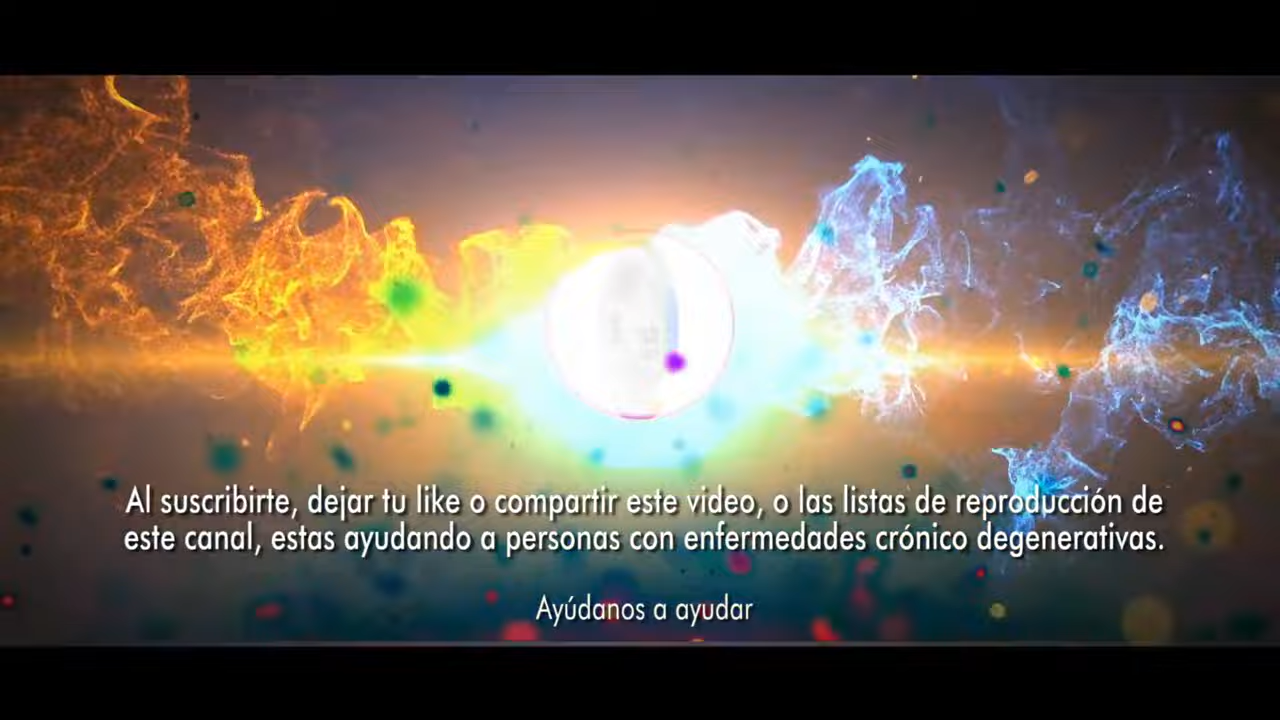 Al suscribirte, dejar tu like o compartir este video, o las listas de reproducción de
este canal, estas ayudando a personas con enfermedades crónico degenerativas.
Ayúdanos a ayudar